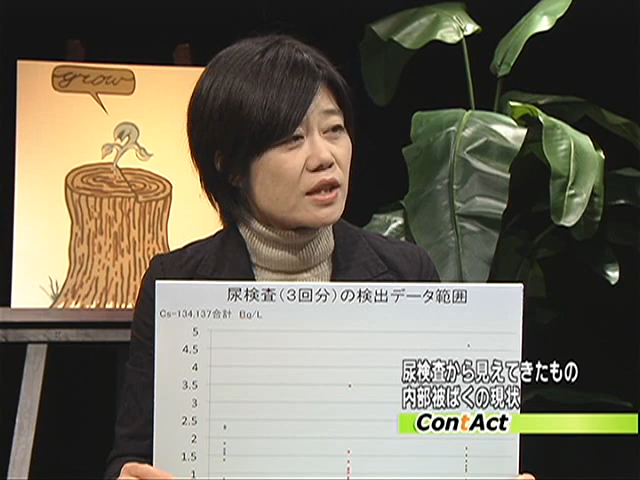 grow
尿検査(3回分)の検出データ範囲
Cs-134,137合計 Bq/L
5
4.5
4
3.5
3
2.5
2
1.5
1
尿検査から見えてきたもの
内部被ばくの現状
ContAct